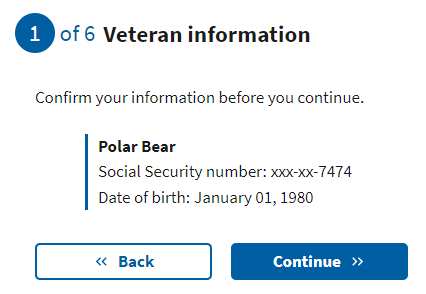 1 of 6 Veteran information
Confirm your information before you continue.
Polar Bear
Social Security number: xxx-xx-7474
Date of birth: January 01, 1980
« Back
Continue »